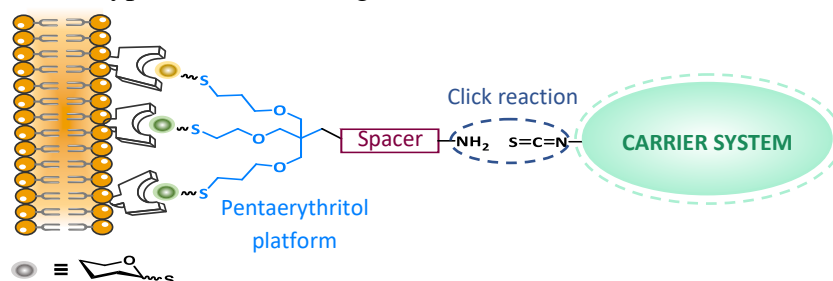 S
O
Click reaction
S
O
Spacer
NH2
S=C=N
CARRIER SYSTEM
O
S
Pentaerythritol
platform
≡
O
S